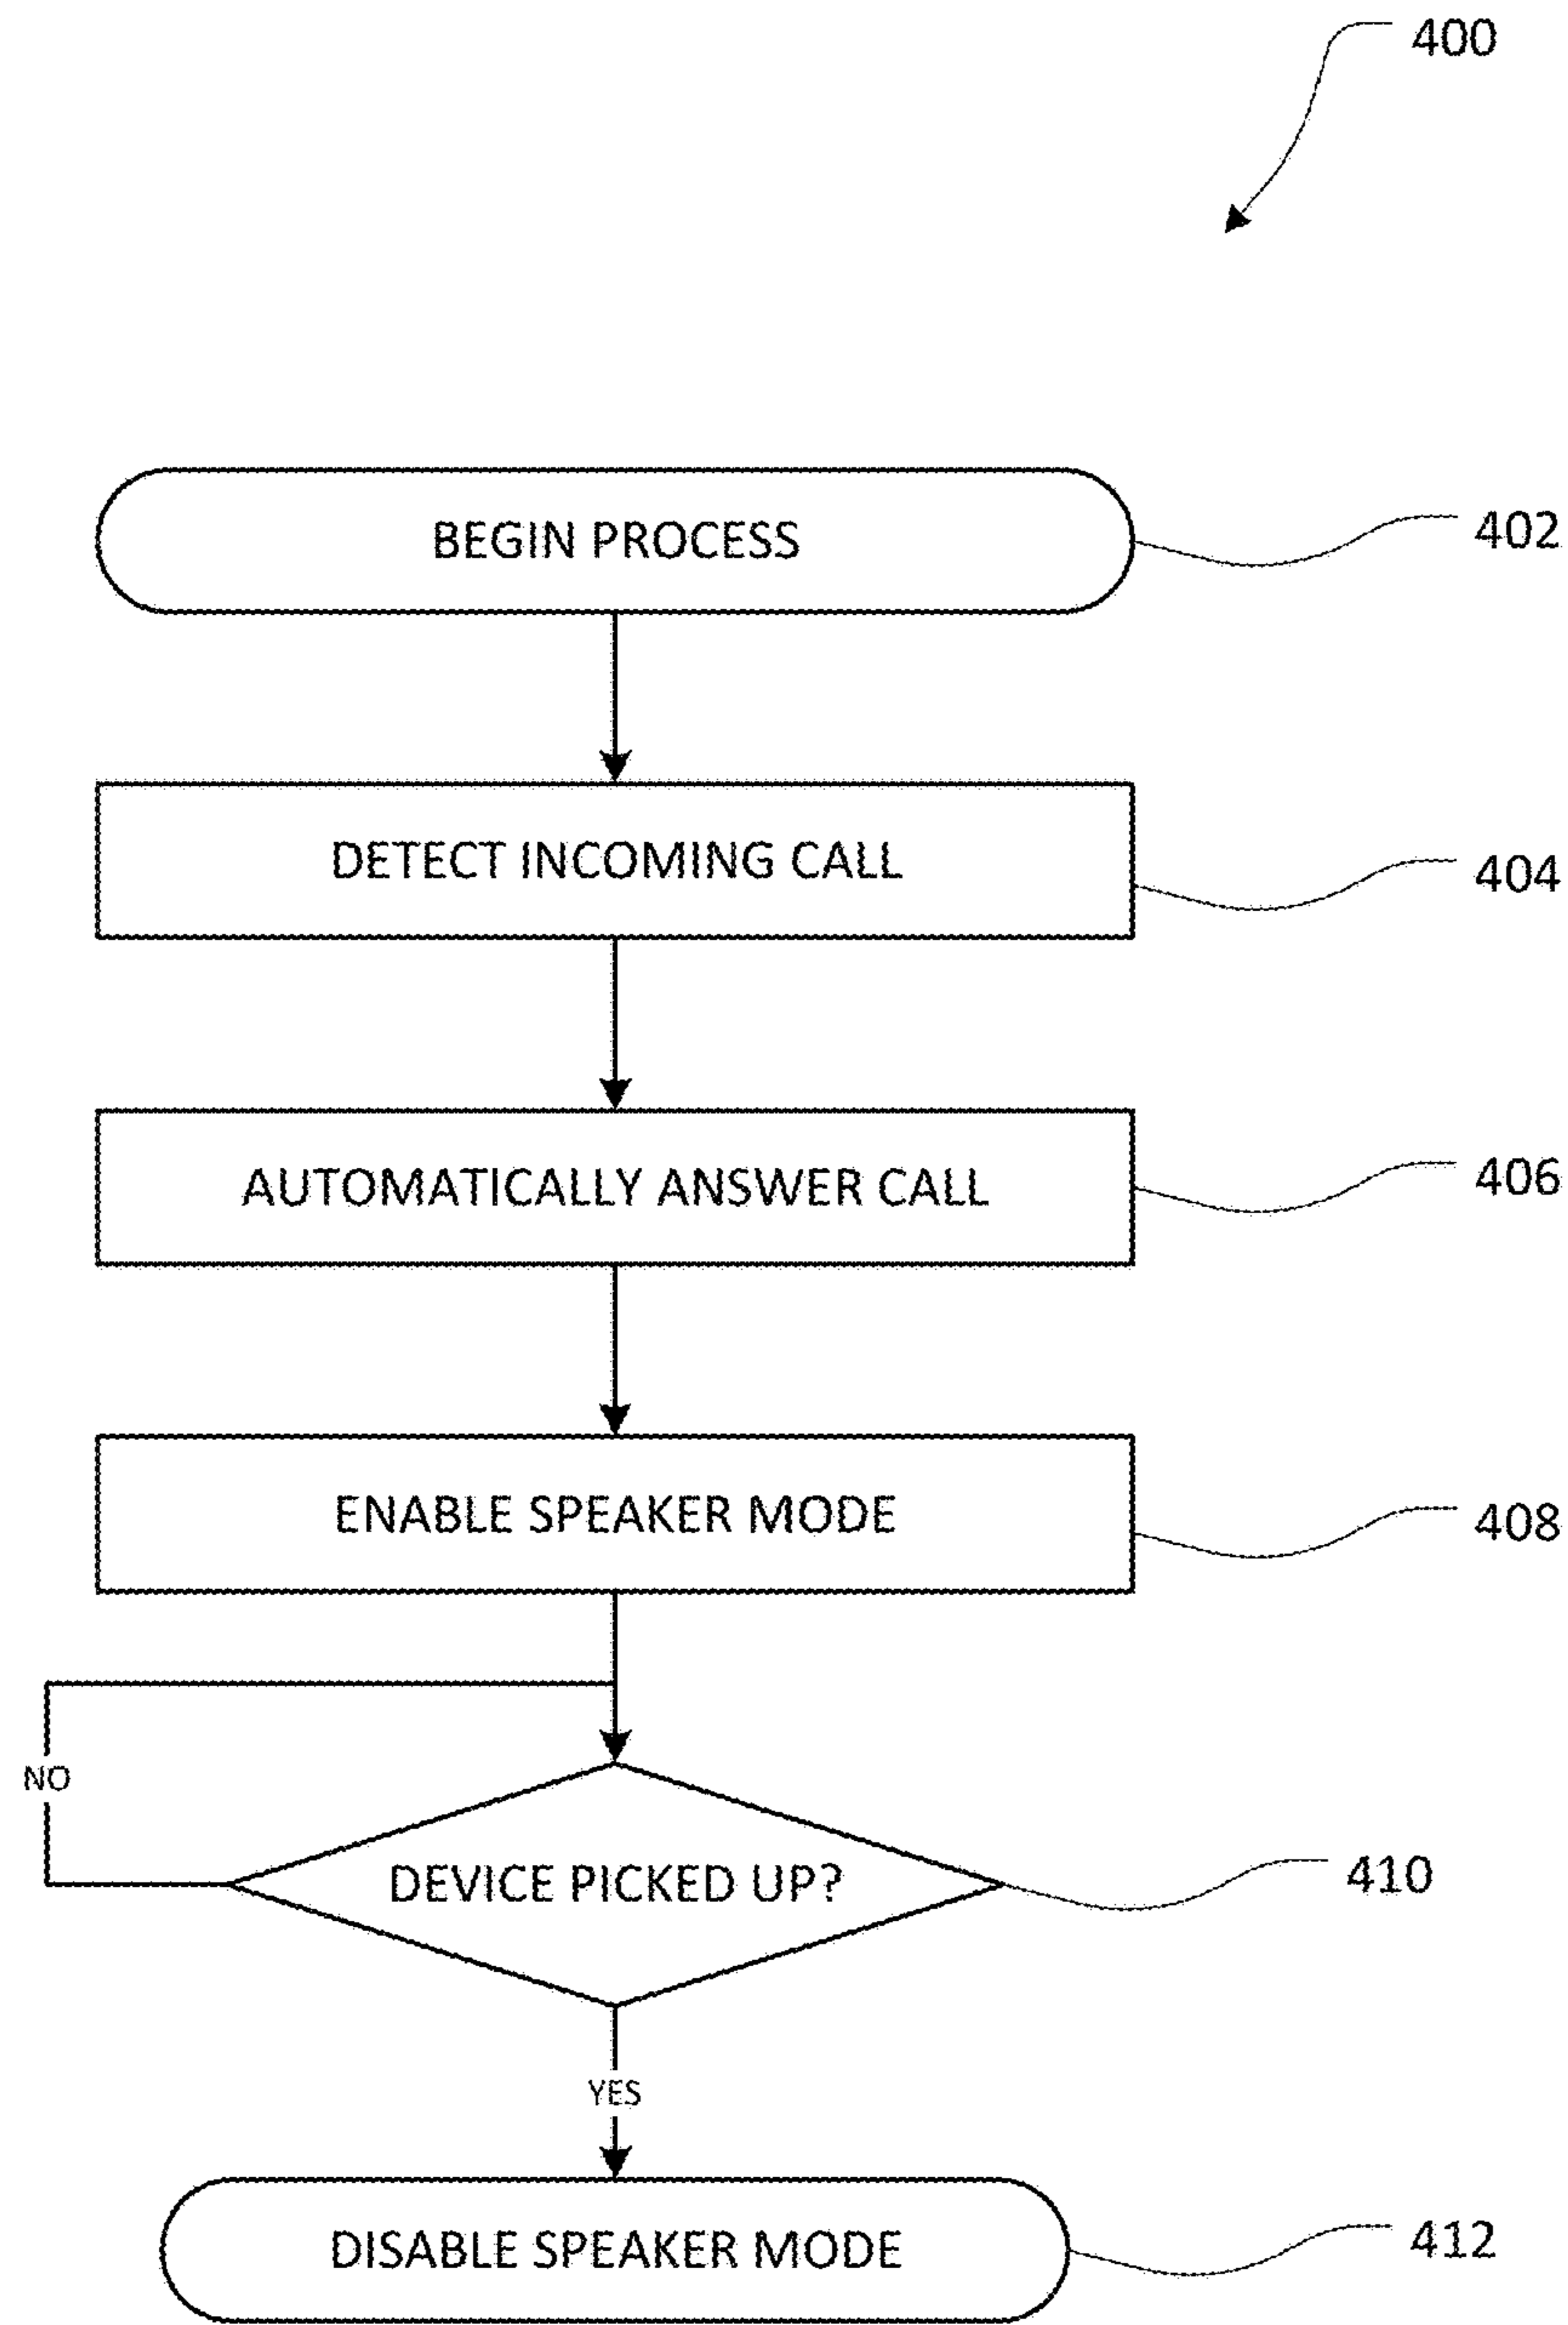 400
BEGIN PROCESS
402
DETECT INCOMING CALL
404
AUTOMATICALLY ANSWER CALL
406
ENABLE SPEAKER MODE
408
NO
DEVICE PICKED UP?
410
YES
DISABLE SPEAKER MODE
412